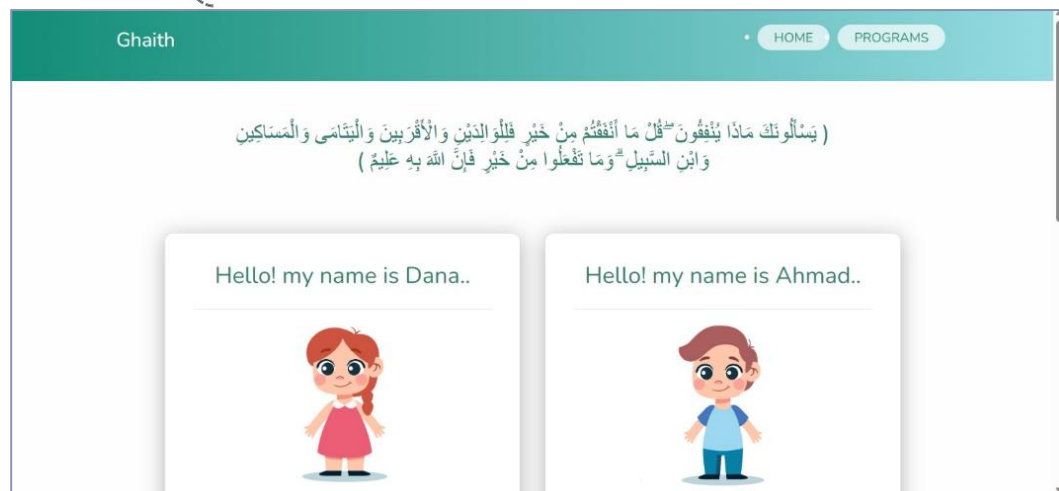 Ghaith
HOME
PROGRAMS
( يَسْأَلُونَكَ مَاذَا يُنْفِقُونَ ۖ قُلْ مَا أَنْفَقْتُمْ مِنْ خَيْرٍ فَلِلْوَالِدَيْنِ وَالْأَقْرَبِينَ وَالْيَتَامَى وَالْمَسَاكِينِ
وَابْنِ السَّبِيلِ ۗ وَمَا تَفْعَلُوا مِنْ خَيْرٍ فَإِنَّ اللَّهَ بِهِ عَلِيمٌ )
Hello! my name is Dana..
Hello! my name is Ahmad..